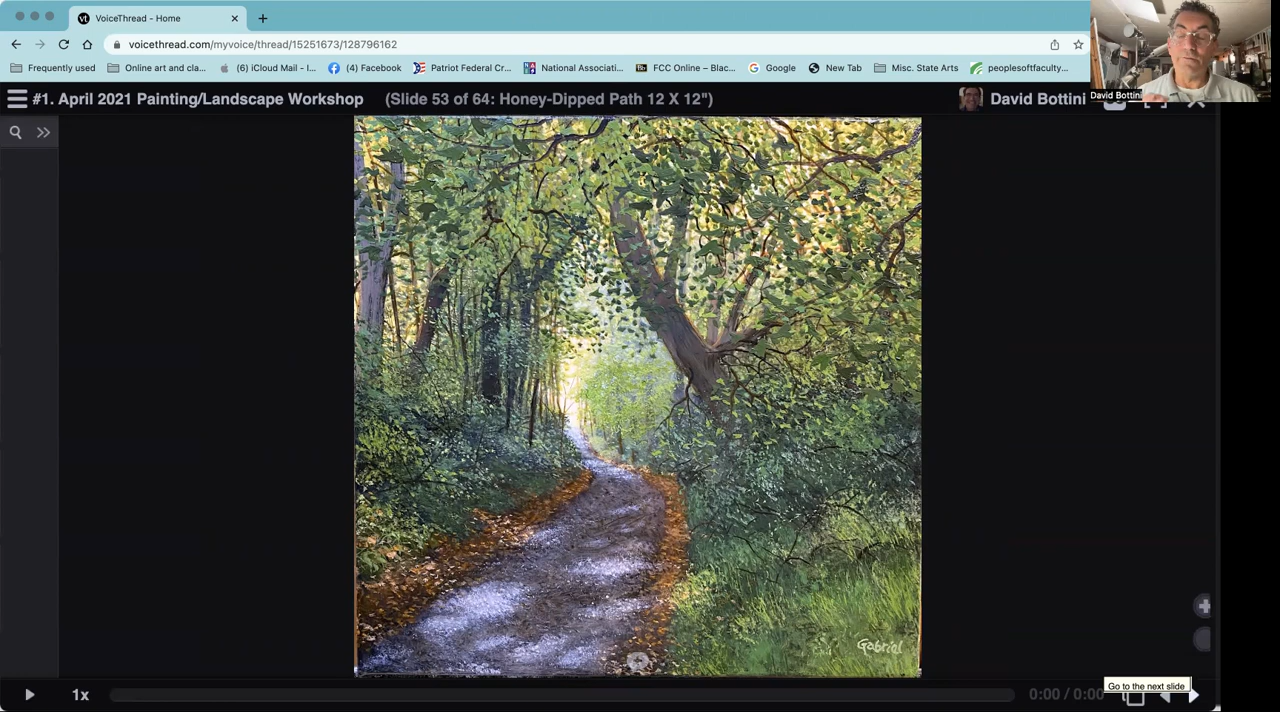 VoiceThread - Home
voicethread.com/myvoice/thread/15251673/128796162
Frequently used Online art and cla... (6) iCloud Mail - I... (4) Facebook Patriot Federal Cr... National Associati... FCC Online – Blac... Google New Tab Misc. State Arts peoplesoftfaculty...
David Bottini
#1. April 2021 Painting/Landscape Workshop (Slide 53 of 64: Honey-Dipped Path 12 X 12") David Bottini
Gabriel
Go to the next slide
1x 0:00 / 0:00